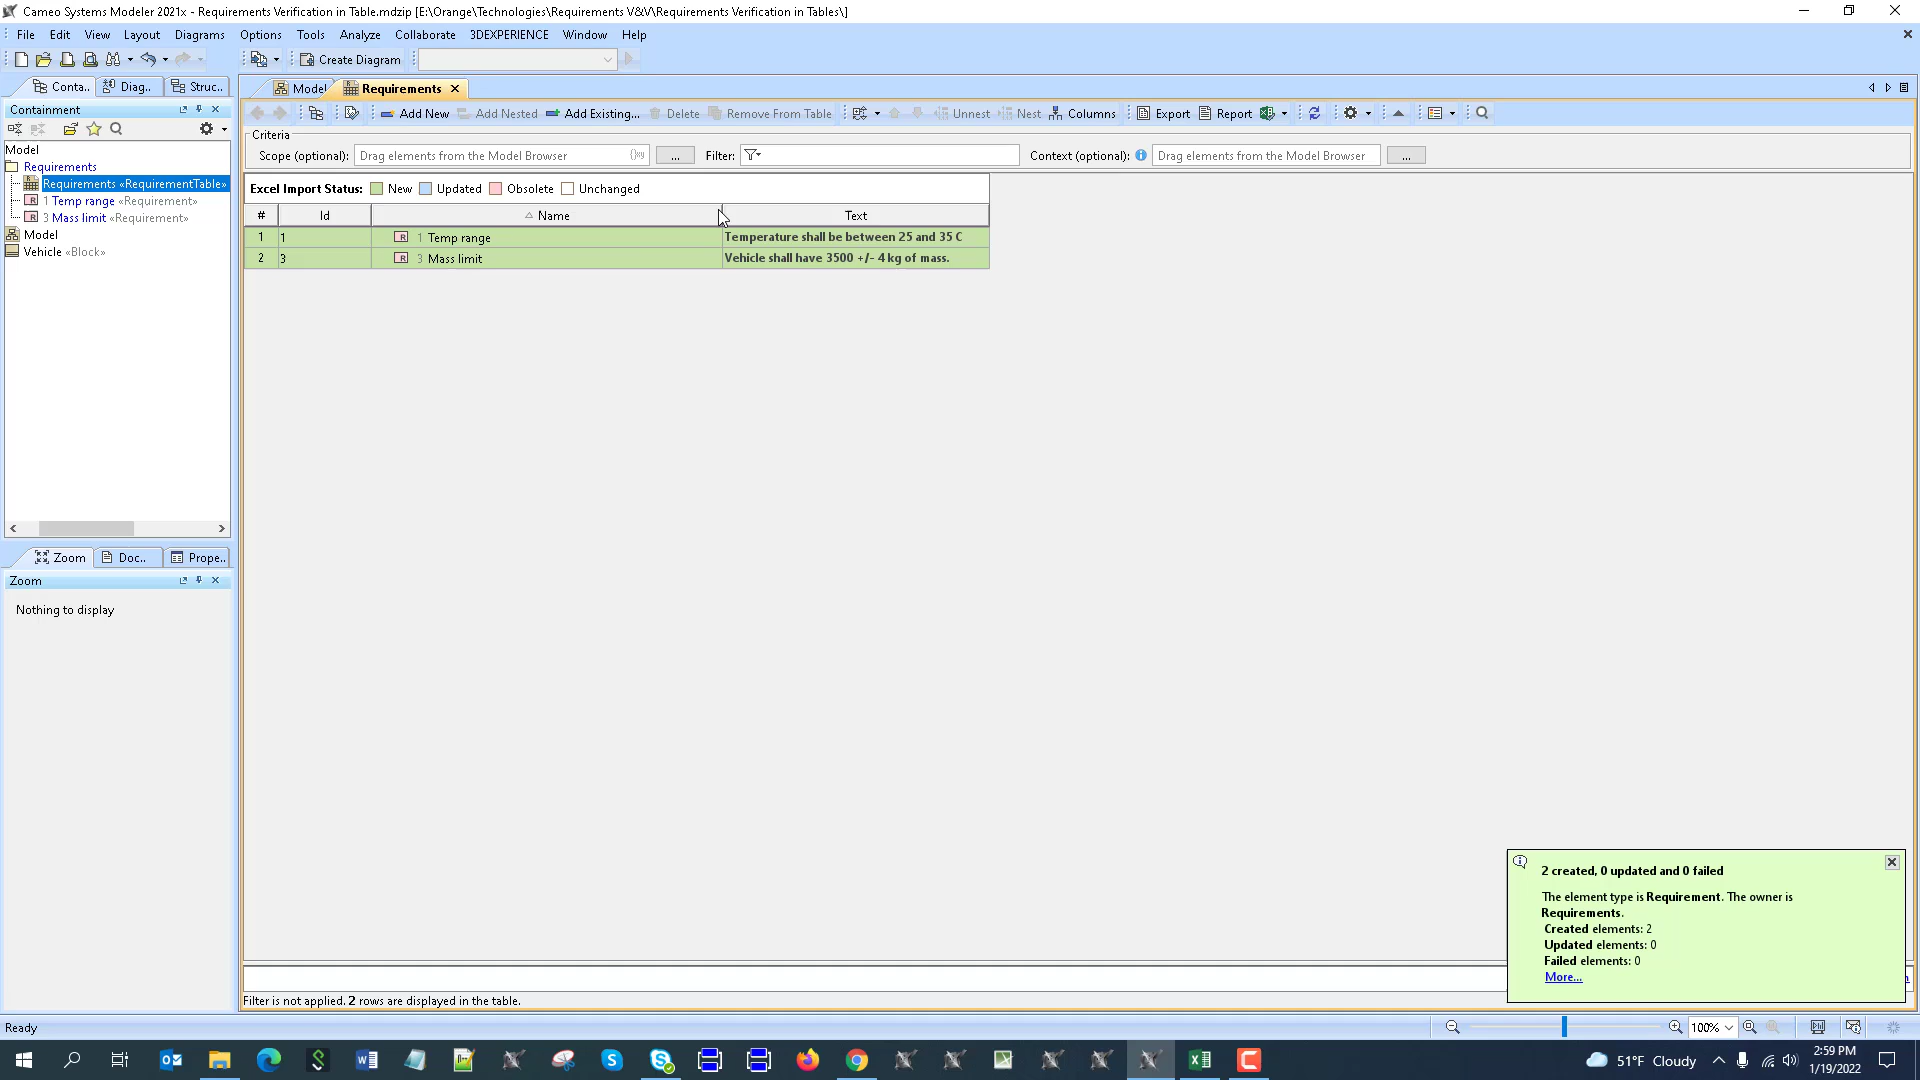 Cameo Systems Modeler 2021x - Requirements Verification in Table.mdzip [E:\Orange\Technologies\Requirements V&V\Requirements Verification in Tables\]
File Edit View Layout Diagrams Options Tools Analyze Collaborate 3DEXPERIENCE Window Help
Create Diagram
Conta.. Diag.. Struc..
Model Requirements
Containment
Add New Add Nested Add Existing... Delete Remove From Table Unnest Nest Columns Export Report
Criteria
Scope (optional): Drag elements from the Model Browser ... Filter: Context (optional): Drag elements from the Model Browser ...
Model
Requirements
Requirements «RequirementTable»
1 Temp range «Requirement»
3 Mass limit «Requirement»
Model
Vehicle «Block»
Excel Import Status: New Updated Obsolete Unchanged
# Id Name Text
1 1 R 1 Temp range Temperature shall be between 25 and 35 C
2 3 R 3 Mass limit Vehicle shall have 3500 +/- 4 kg of mass.
Zoom Doc.. Prope..
Zoom
Nothing to display
2 created, 0 updated and 0 failed
The element type is Requirement. The owner is
Requirements.
Created elements: 2
Updated elements: 0
Failed elements: 0
More...
Filter is not applied. 2 rows are displayed in the table.
Ready
100%
51°F Cloudy
2:59 PM
1/19/2022